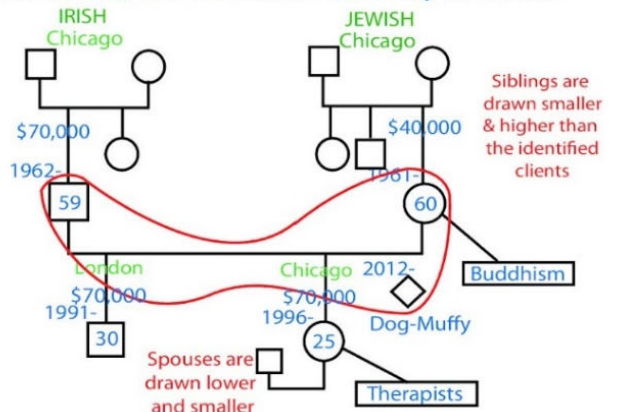 IRISH
Chicago
JEWISH
Chicago
Siblings are
drawn smaller
& higher than
the identified
clients
$70,000
$40,000
1962-
1961-
59
60
London
Chicago
2012-
Buddhism
$70,000
$70,000
1991-
1996-
Dog-Muffy
30
25
Spouses are
drawn lower
and smaller
Therapists